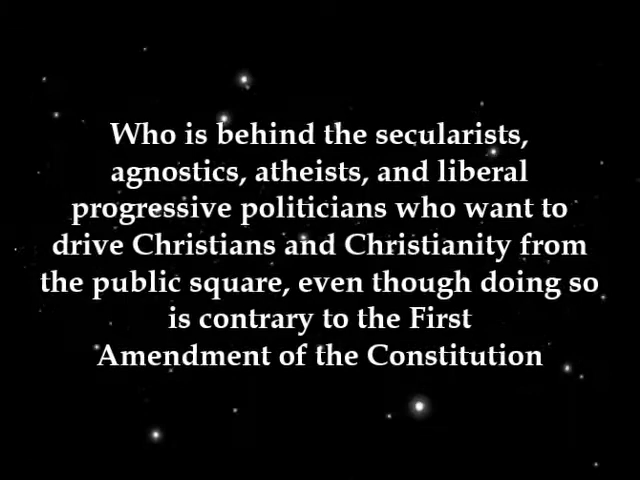 Who is behind the secularists,
agnostics, atheists, and liberal
progressive politicians who want to
drive Christians and Christianity from
the public square, even though doing so
is contrary to the First
Amendment of the Constitution